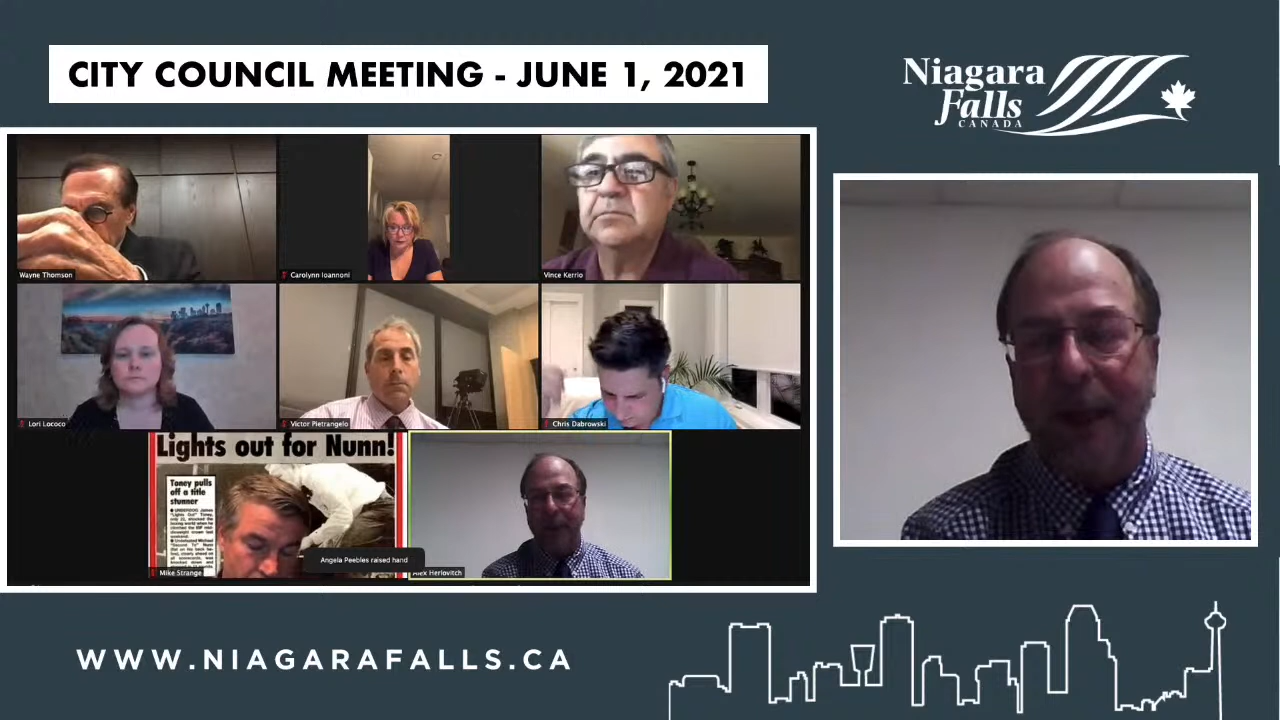 CITY COUNCIL MEETING - JUNE 1, 2021
Niagara
Falls
CANADA
Wayne Thomson
Carolynn Ioannoni
Vince Kerrio
Lori Lococo
Victor Pietrangelo
Chris Dabrowski
Lights out for Nunn!
Toney pulls
off a title
stunner
Angela Peebles raised hand
Mike Strange
Alex Herlovitch
WWW.NIAGARAFALLS.CA